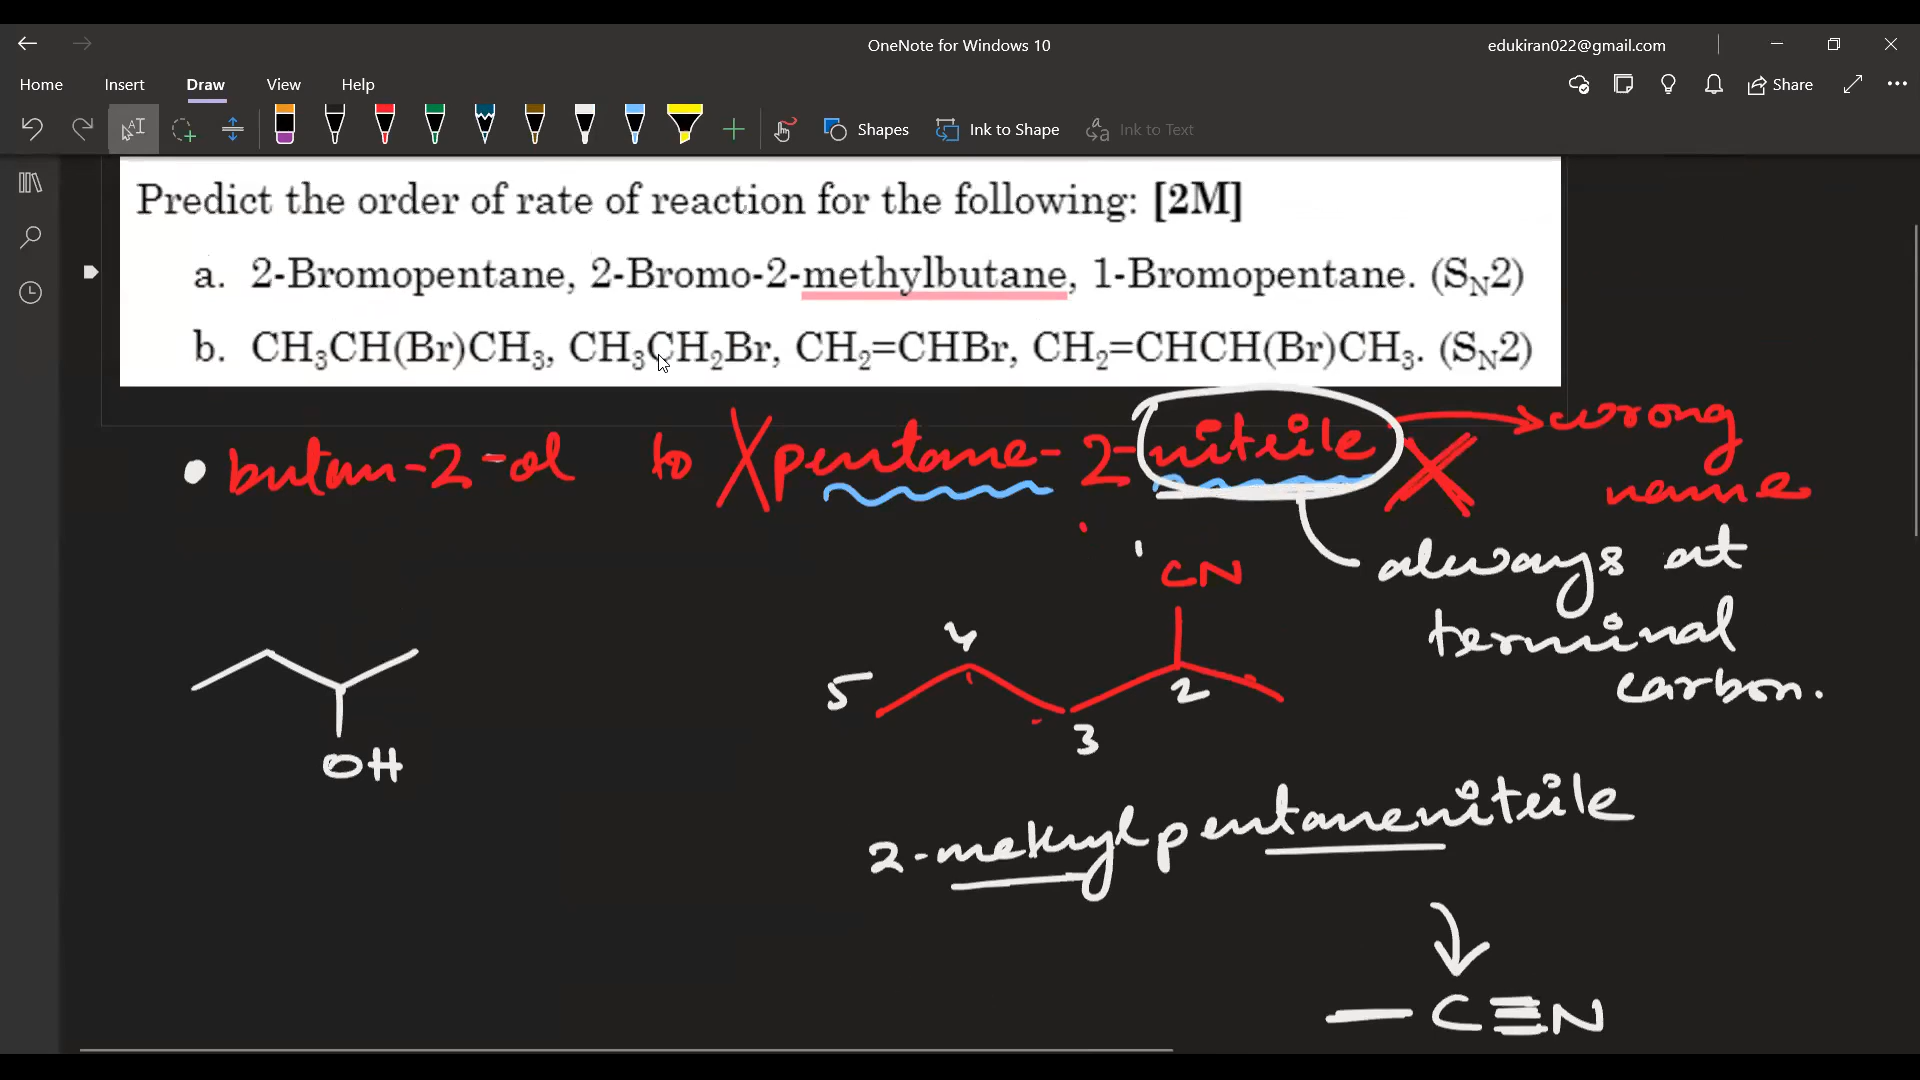 OneNote for Windows 10
edukiran022@gmail.com
Home Insert Draw View Help
Share
Shapes Ink to Shape Ink to Text
Predict the order of rate of reaction for the following: [2M]
a. 2-Bromopentane, 2-Bromo-2-methylbutane, 1-Bromopentane. (SN2)
b. CH3CH(Br)CH3, CH3CH2Br, CH2=CHBr, CH2=CHCH(Br)CH3. (SN2)
butan-2-ol to X pentane-2-nitrile X wrong
name
always at
terminal
carbon.
1 CN
5 4 3 2
OH
2-methylpentanenitrile
— C≡N